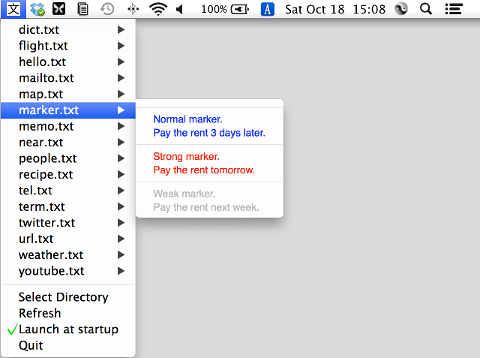 文 100% A Sat Oct 18 15:08
dict.txt
flight.txt
hello.txt
mailto.txt
map.txt
marker.txt
memo.txt
near.txt
people.txt
recipe.txt
tel.txt
term.txt
twitter.txt
url.txt
weather.txt
youtube.txt
Select Directory
Refresh
Launch at startup
Quit
Normal marker.
Pay the rent 3 days later.
Strong marker.
Pay the rent tomorrow.
Weak marker.
Pay the rent next week.